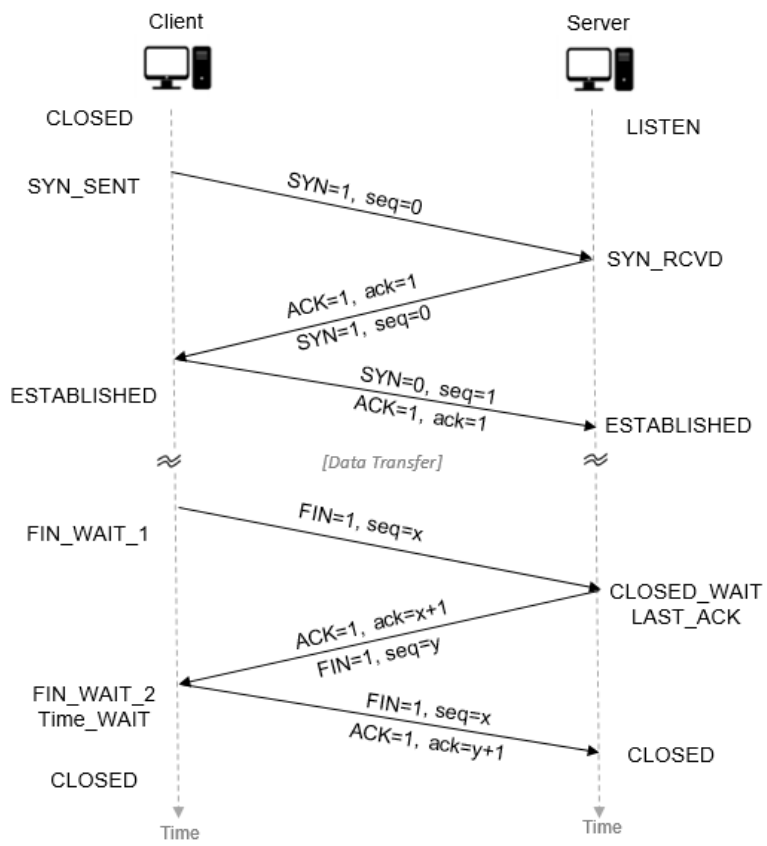 Client
Server
CLOSED
LISTEN
SYN_SENT
SYN=1, seq=0
SYN_RCVD
ACK=1, ack=1
SYN=1, seq=0
ESTABLISHED
SYN=0, seq=1
ACK=1, ack=1
ESTABLISHED
[Data Transfer]
FIN_WAIT_1
FIN=1, seq=x
CLOSED_WAIT
LAST_ACK
ACK=1, ack=x+1
FIN=1, seq=y
FIN_WAIT_2
Time_WAIT
FIN=1, seq=x
ACK=1, ack=y+1
CLOSED
CLOSED
Time
Time